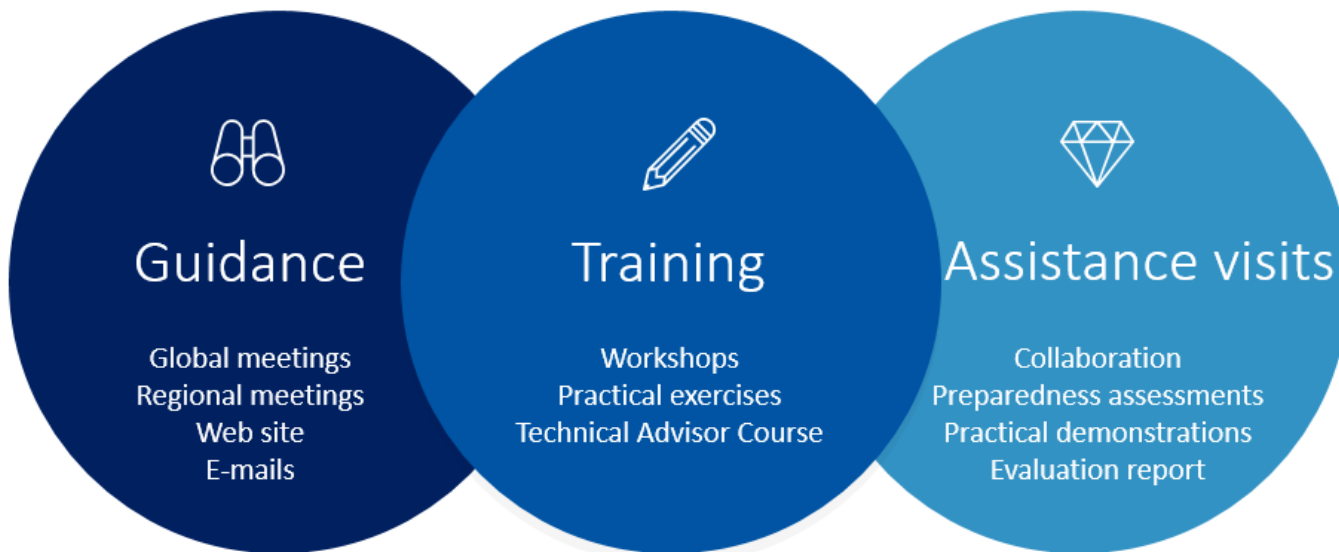 Guidance
Global meetings
Regional meetings
Web site
E-mails
Training
Workshops
Practical exercises
Technical Advisor Course
Assistance visits
Collaboration
Preparedness assessments
Practical demonstrations
Evaluation report